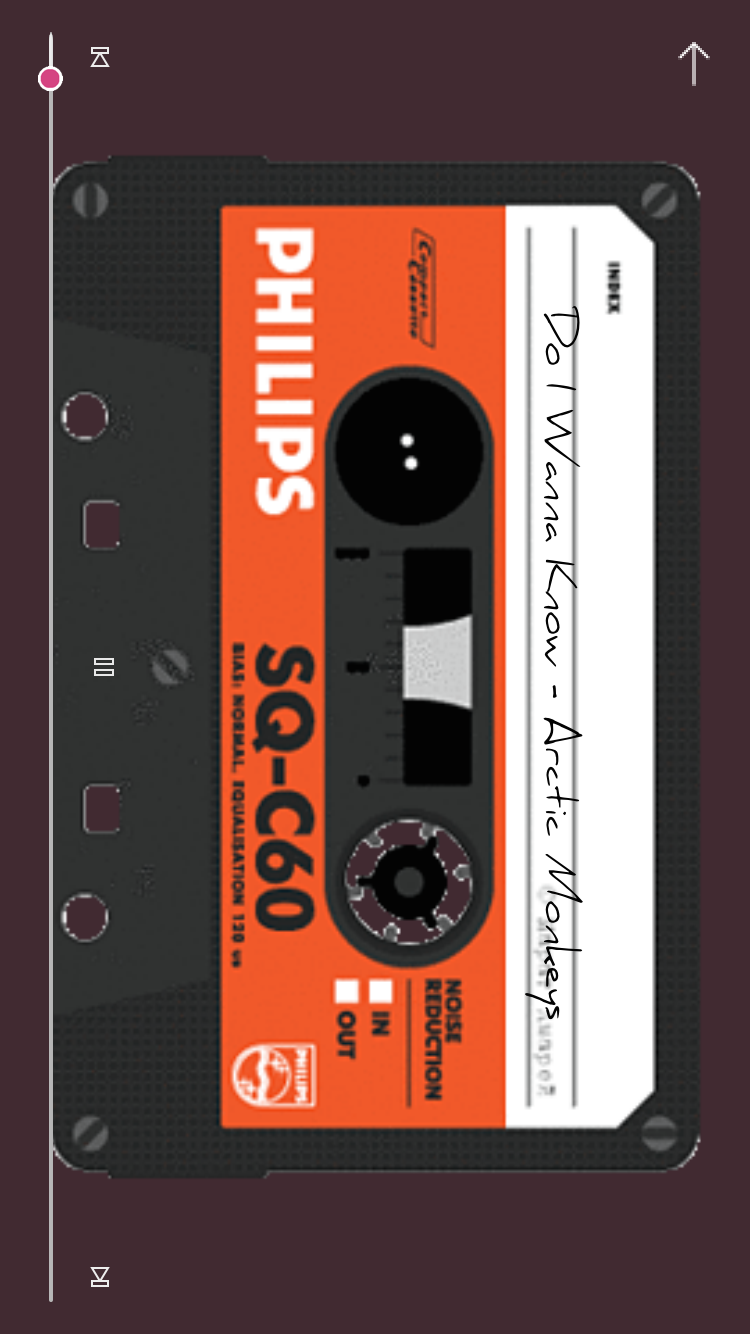 INDEX
Do I Wanna Know - Arctic Monkeys
Compact
Cassette
NOISE
REDUCTION
IN
OUT
PHILIPS
SQ-C60
BIAS: NORMAL. EQUALISATION 120 us
PHILIPS